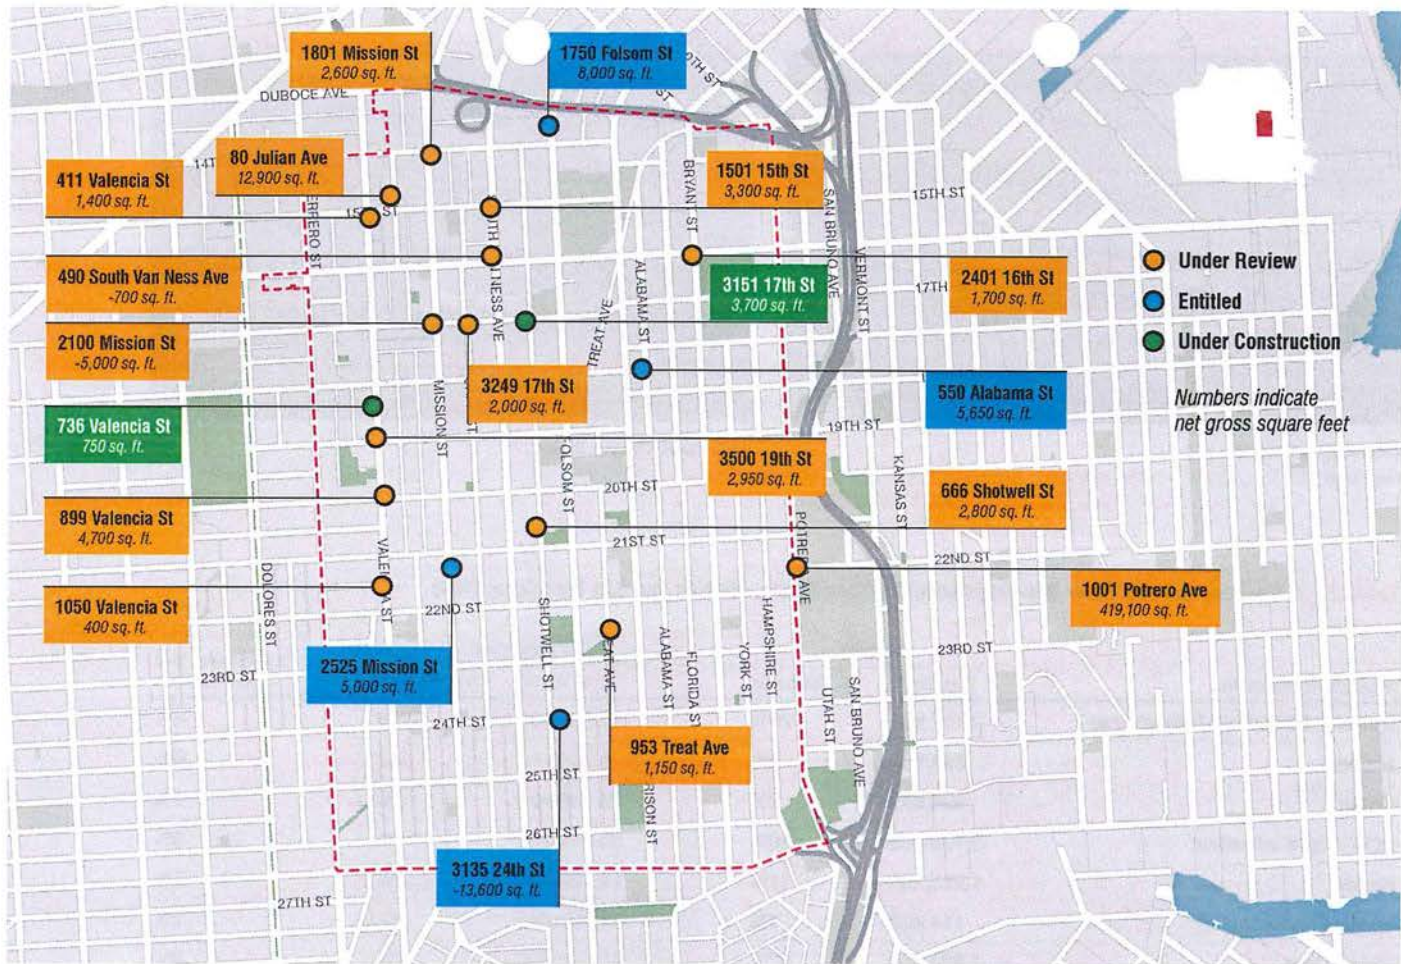 1801 Mission St
2,600 sq. ft.
1750 Folsom St
8,000 sq. ft.
DUBOCE AVE
ST
ST
80 Julian Ave
12,900 sq. ft.
411 Valencia St
1,400 sq. ft.
1501 15th St
3,300 sq. ft.
BRYANT ST
SAN BRUNO AVE
15TH ST
490 South Van Ness Ave
-700 sq. ft.
NESS AVE
ALABAMA ST
3151 17th St
3,700 sq. ft.
VERMONT ST
2401 16th St
1,700 sq. ft.
17TH ST
Under Review
Entitled
Under Construction
2100 Mission St
-5,000 sq. ft.
TREAT AVE
3249 17th St
2,000 sq. ft.
550 Alabama St
5,650 sq. ft.
Numbers indicate
net gross square feet
736 Valencia St
750 sq. ft.
MISSION ST
19TH ST
3500 19th St
2,950 sq. ft.
KANSAS ST
666 Shotwell St
2,800 sq. ft.
20TH ST
899 Valencia St
4,700 sq. ft.
21ST ST
22ND ST
DOLORES ST
1050 Valencia St
400 sq. ft.
22ND ST
SHOTWELL ST
HAMPSHIRE ST
1001 Potrero Ave
419,100 sq. ft.
2525 Mission St
5,000 sq. ft.
23RD ST
ALABAMA ST
FLORIDA ST
YORK ST
23RD ST
24TH ST
UTAH ST
SAN BRUNO AVE
953 Treat Ave
1,150 sq. ft.
25TH ST
26TH ST
3135 24th St
-13,600 sq. ft.
27TH ST